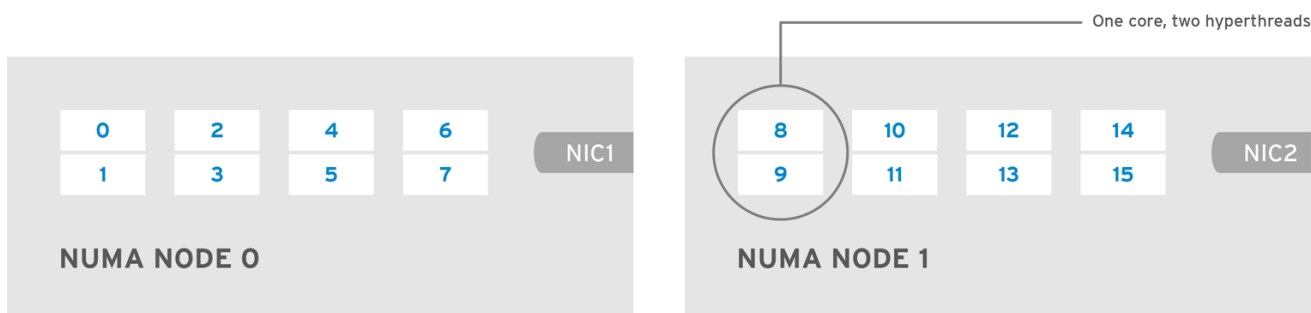 One core, two hyperthreads
0 2 4 6
NIC1
1 3 5 7
NUMA NODE 0
8 10 12 14
NIC2
9 11 13 15
NUMA NODE 1